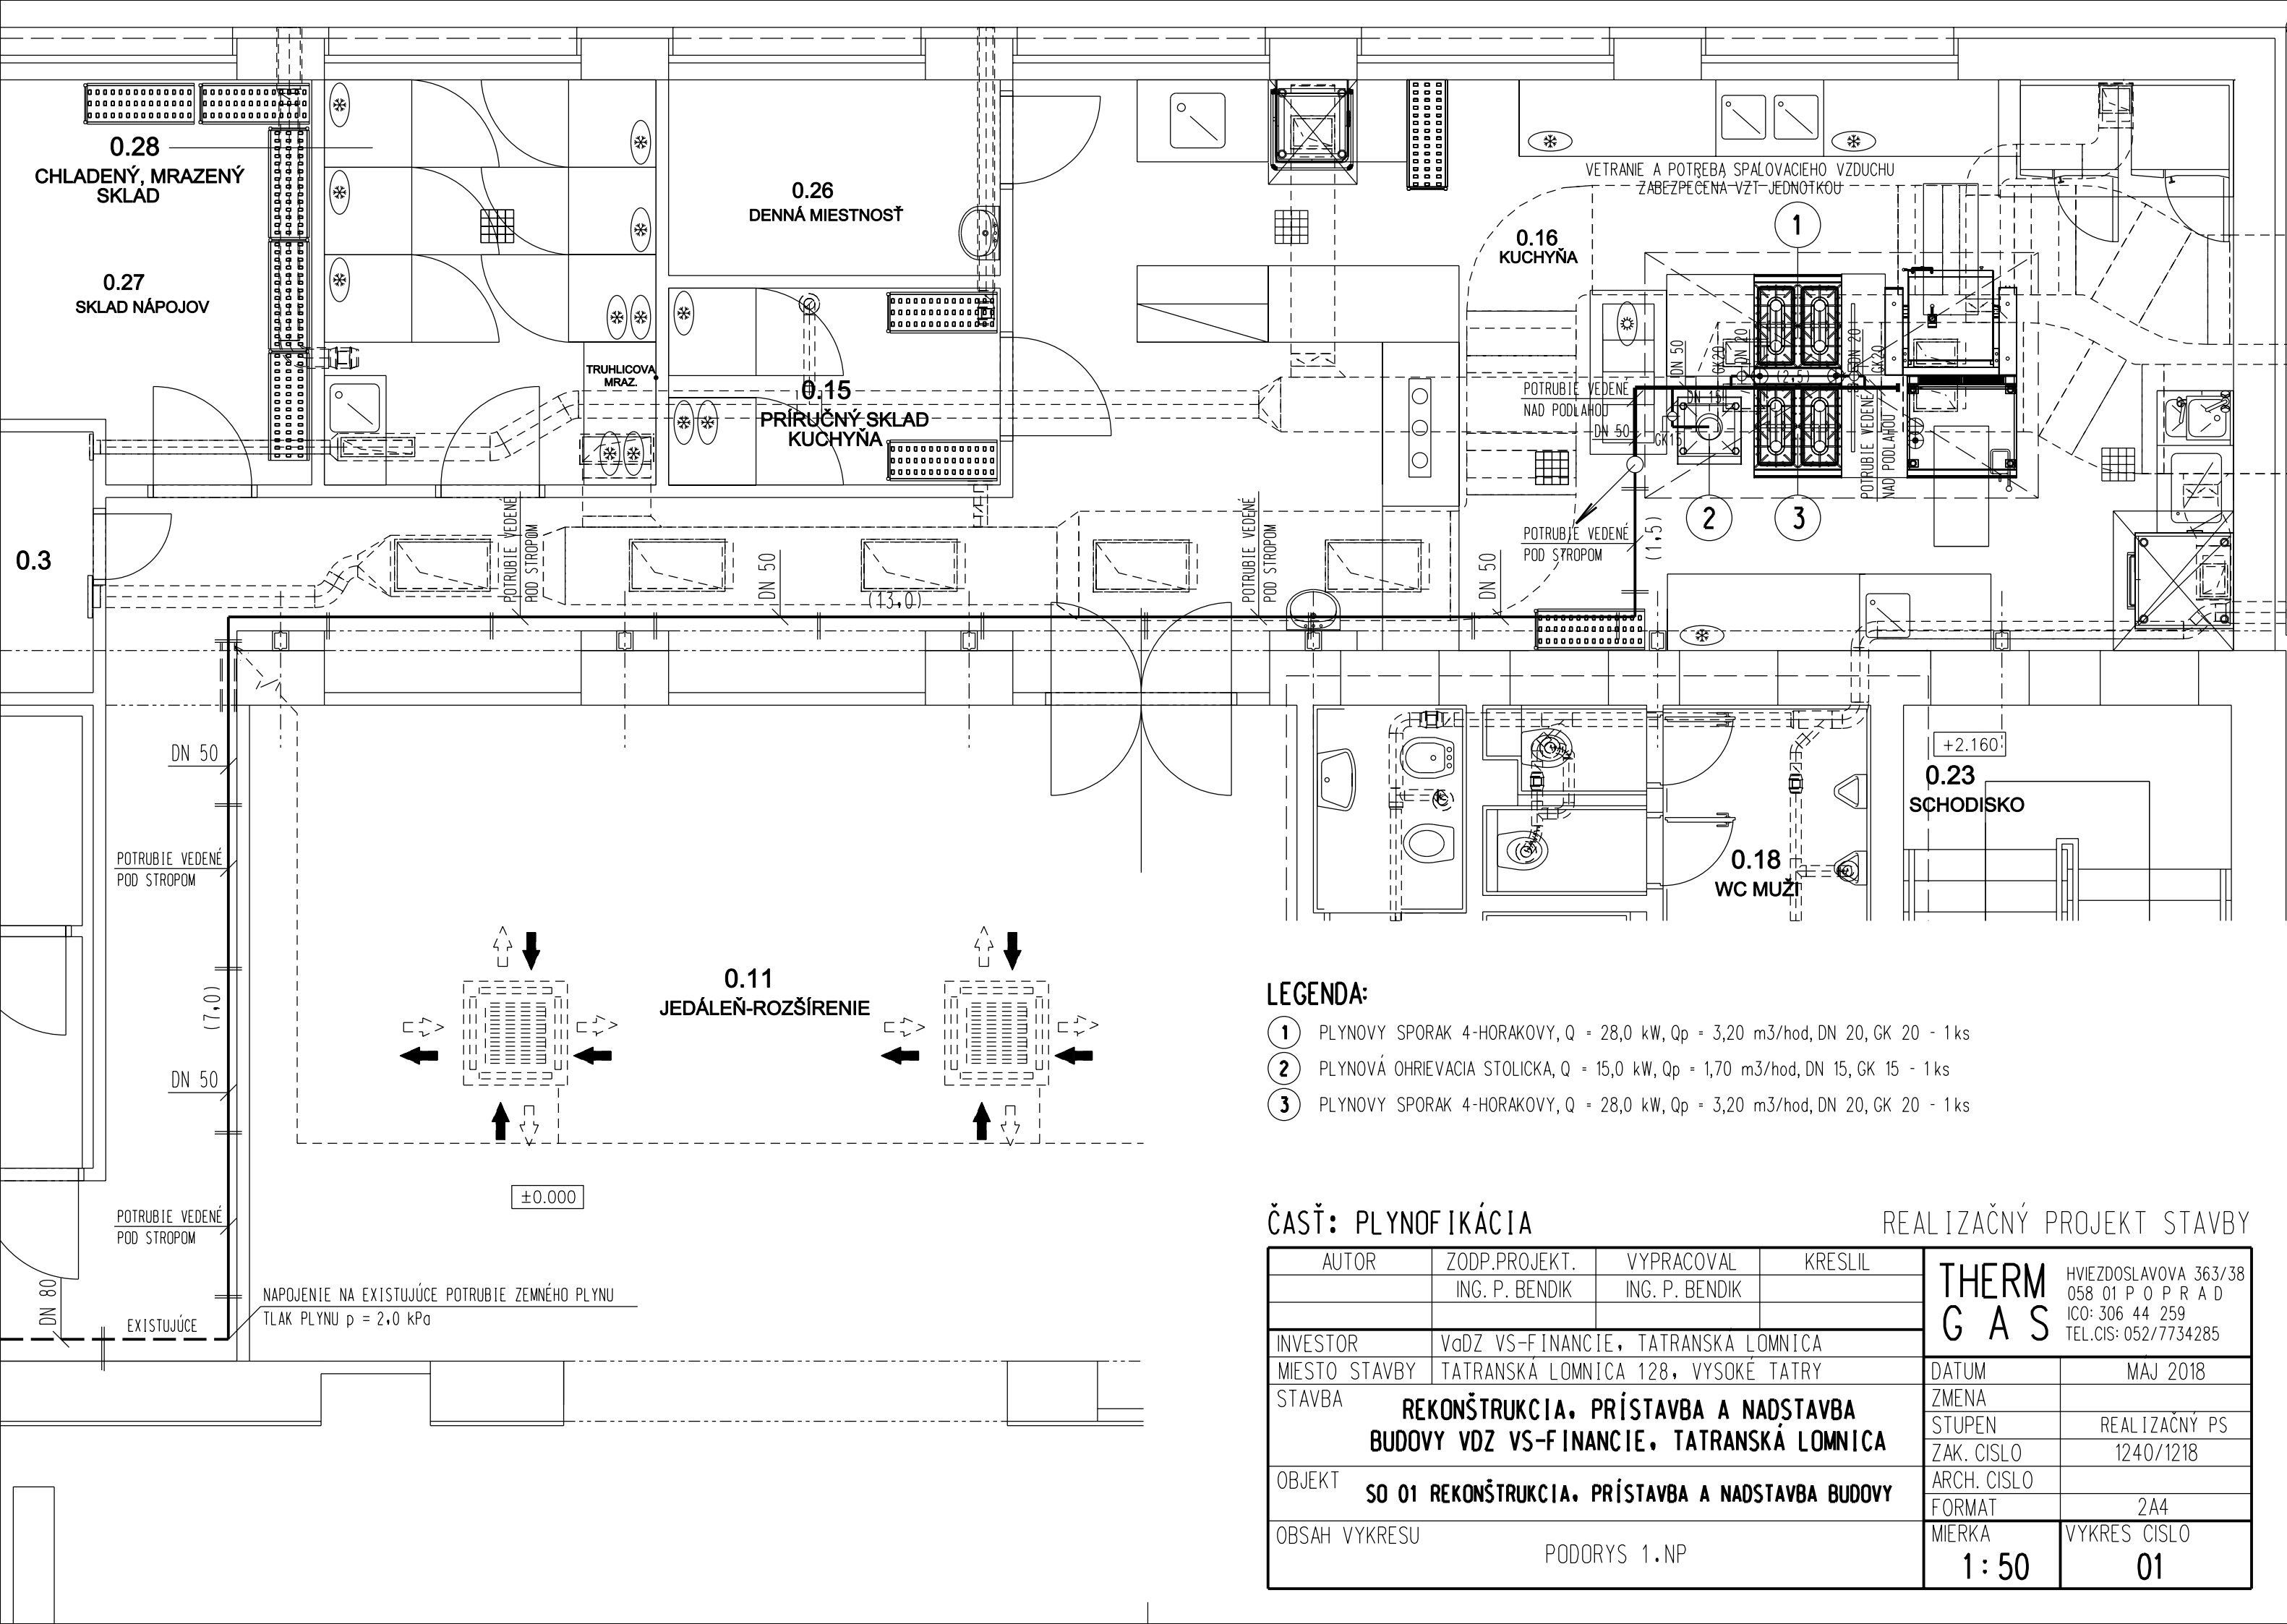 0.28
CHLADENÝ, MRAZENÝ
SKLAD
0.27
SKLAD NÁPOJOV
0.26
DENNÁ MIESTNOSŤ
TRUHLICOVA
MRAZ.
0.15
PRÍRUČNÝ SKLAD
KUCHYŇA
0.16
KUCHYŇA
VETRANIE A POTREBA SPAĽOVACIEHO VZDUCHU
ZABEZPEČENÁ VZT JEDNOTKOU
1
DN 50
GK20
DN 20
(2,5)
DN 20
GK20
POTRUBIE VEDENÉ
NAD PODLAHOU
DN 15
DN 50
GK15
POTRUBIE VEDENÉ
NAD PODLAHOU
2
3
POTRUBIE VEDENÉ
POD STROPOM
(1,5)
0.3
POTRUBIE VEDENÉ
POD STROPOM
DN 50
(13,0)
POTRUBIE VEDENÉ
POD STROPOM
DN 50
DN 50
POTRUBIE VEDENÉ
POD STROPOM
(7,0)
DN 50
POTRUBIE VEDENÉ
POD STROPOM
DN 80
EXISTUJÚCE
NAPOJENIE NA EXISTUJÚCE POTRUBIE ZEMNÉHO PLYNU
TLAK PLYNU p = 2,0 kPa
0.11
JEDÁLEŇ-ROZŠÍRENIE
±0.000
+2.160
0.23
SCHODISKO
0.18
WC MUŽI
LEGENDA:
1 PLYNOVY SPORAK 4-HORAKOVY, Q = 28,0 kW, Qp = 3,20 m3/hod, DN 20, GK 20 - 1ks
2 PLYNOVÁ OHRIEVACIA STOLICKA, Q = 15,0 kW, Qp = 1,70 m3/hod, DN 15, GK 15 - 1ks
3 PLYNOVY SPORAK 4-HORAKOVY, Q = 28,0 kW, Qp = 3,20 m3/hod, DN 20, GK 20 - 1ks
ČASŤ: PLYNOFIKÁCIA
REALIZAČNÝ PROJEKT STAVBY
AUTOR ZODP.PROJEKT. VYPRACOVAL KRESLIL
ING. P. BENDIK ING. P. BENDIK
THERM
GAS
HVIEZDOSLAVOVA 363/38
058 01 POPRAD
ICO: 306 44 259
TEL.CIS: 052/7734285
INVESTOR VaDZ VS-FINANCIE, TATRANSKÁ LOMNICA
MIESTO STAVBY TATRANSKÁ LOMNICA 128, VYSOKÉ TATRY
STAVBA
REKONŠTRUKCIA, PRÍSTAVBA A NADSTAVBA
BUDOVY VDZ VS-FINANCIE, TATRANSKÁ LOMNICA
OBJEKT
SO 01 REKONŠTRUKCIA, PRÍSTAVBA A NADSTAVBA BUDOVY
OBSAH VYKRESU
PODORYS 1.NP
DATUM MÁJ 2018
ZMENA
STUPEN REALIZAČNÝ PS
ZAK. CISLO 1240/1218
ARCH. CISLO
FORMAT 2A4
MIERKA VYKRES CISLO
1:50 01